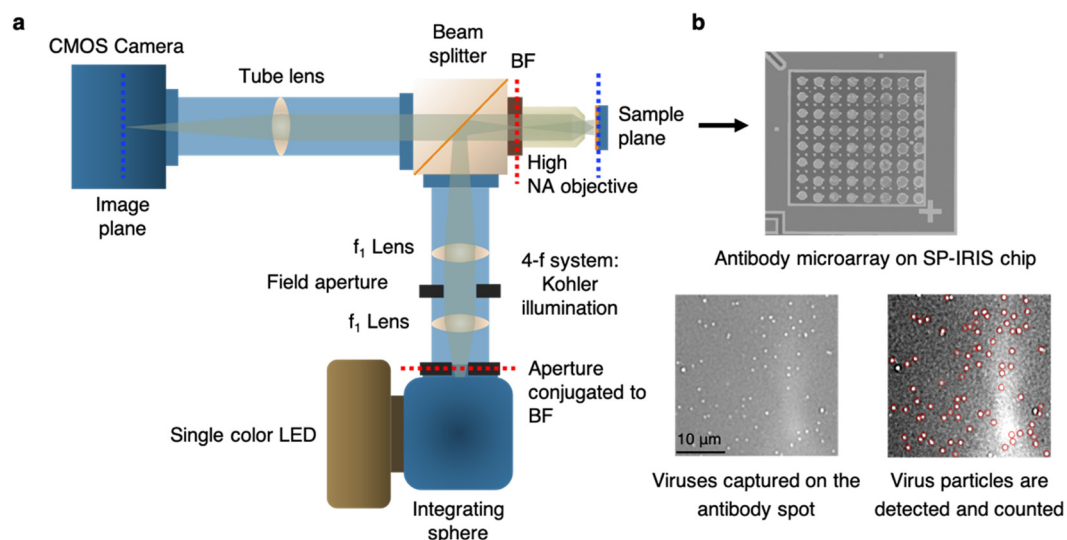 a
CMOS Camera
Tube lens
Beam
splitter
BF
Sample
plane
High
NA objective
Image
plane
f₁ Lens
Field aperture
4-f system:
Kohler
illumination
f₁ Lens
Aperture
conjugated to
BF
Single color LED
Integrating
sphere
b
Antibody microarray on SP-IRIS chip
10 μm
Viruses captured on the
antibody spot
Virus particles are
detected and counted